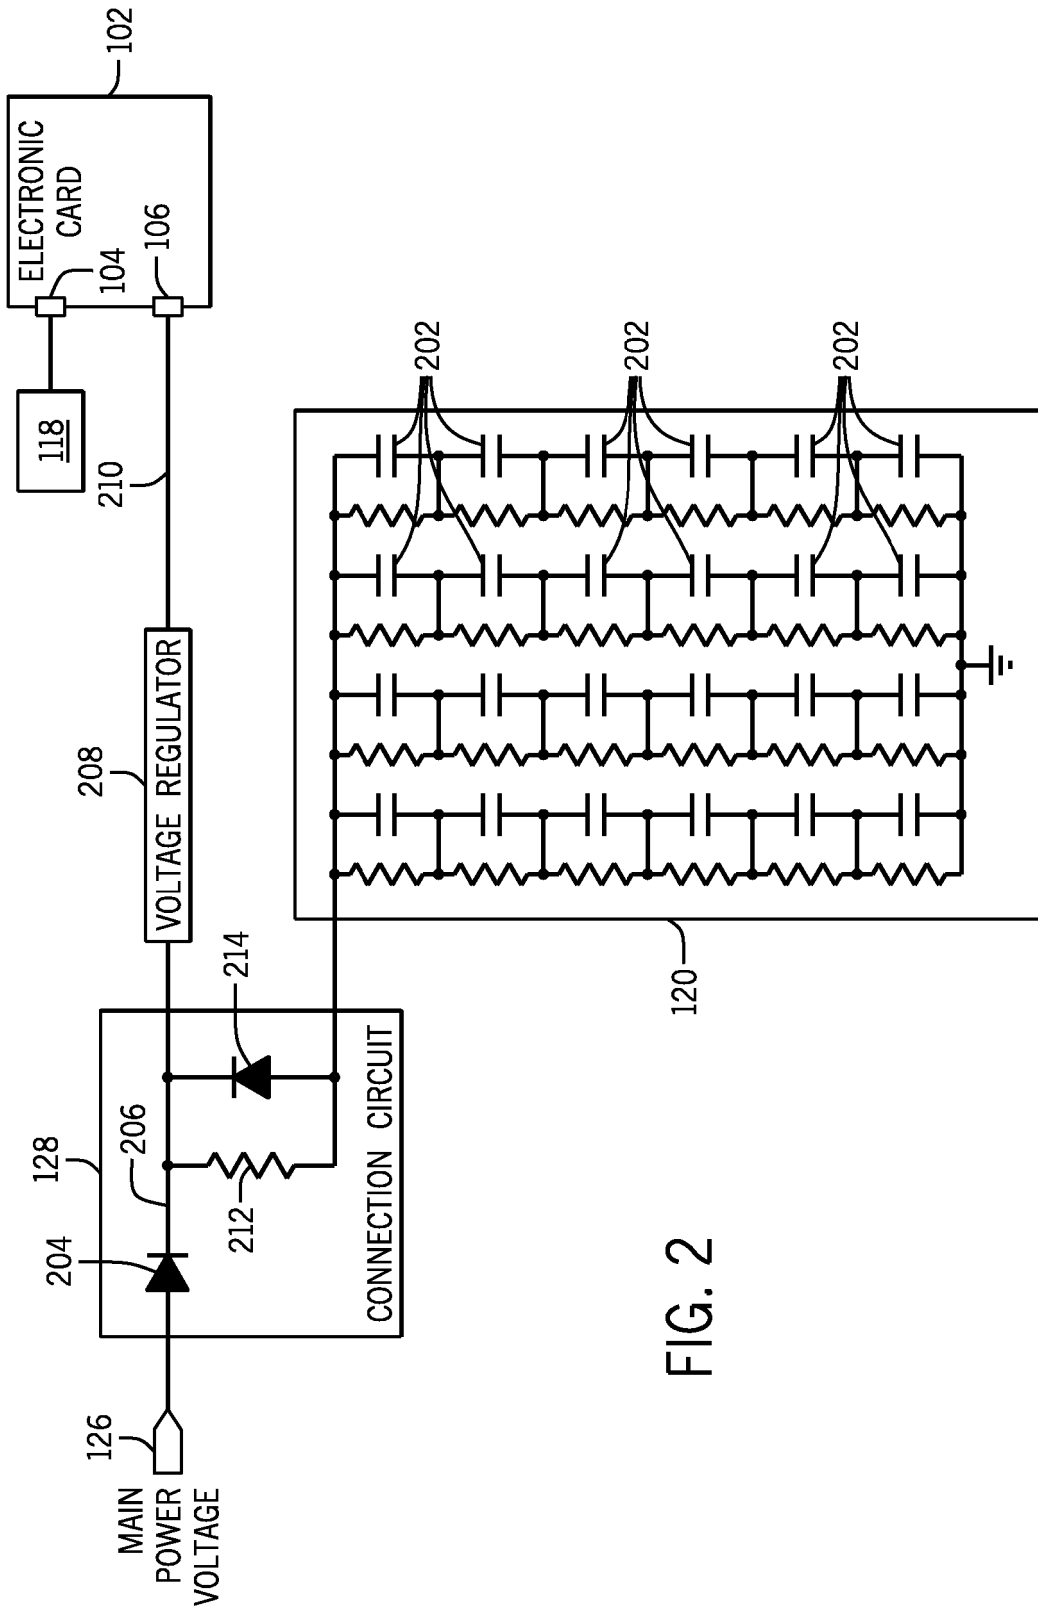 MAIN
POWER
VOLTAGE
126
128
204
206
212
214
CONNECTION CIRCUIT
208
VOLTAGE REGULATOR
210
118
ELECTRONIC
CARD
102
104
106
202
202
202
120
FIG. 2